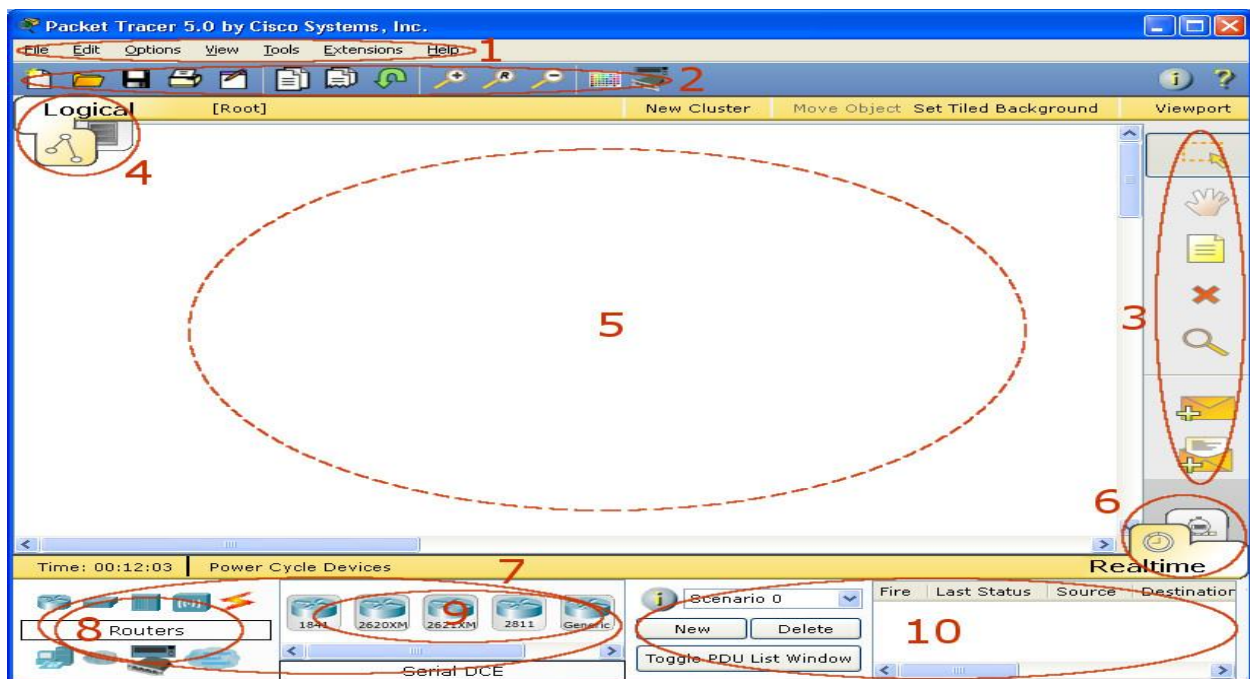 Packet Tracer 5.0 by Cisco Systems, Inc.
File Edit Options View Tools Extensions Help 1
2
Logical [Root] New Cluster Move Object Set Tiled Background Viewport
4
5
3
6
Time: 00:12:03 Power Cycle Devices 7 Realtime
8 Routers
1841 2620XM 2621XM 2811 Generic
9
Serial DCE
Scenario 0
New Delete
Toggle PDU List Window
Fire Last Status Source Destination
10